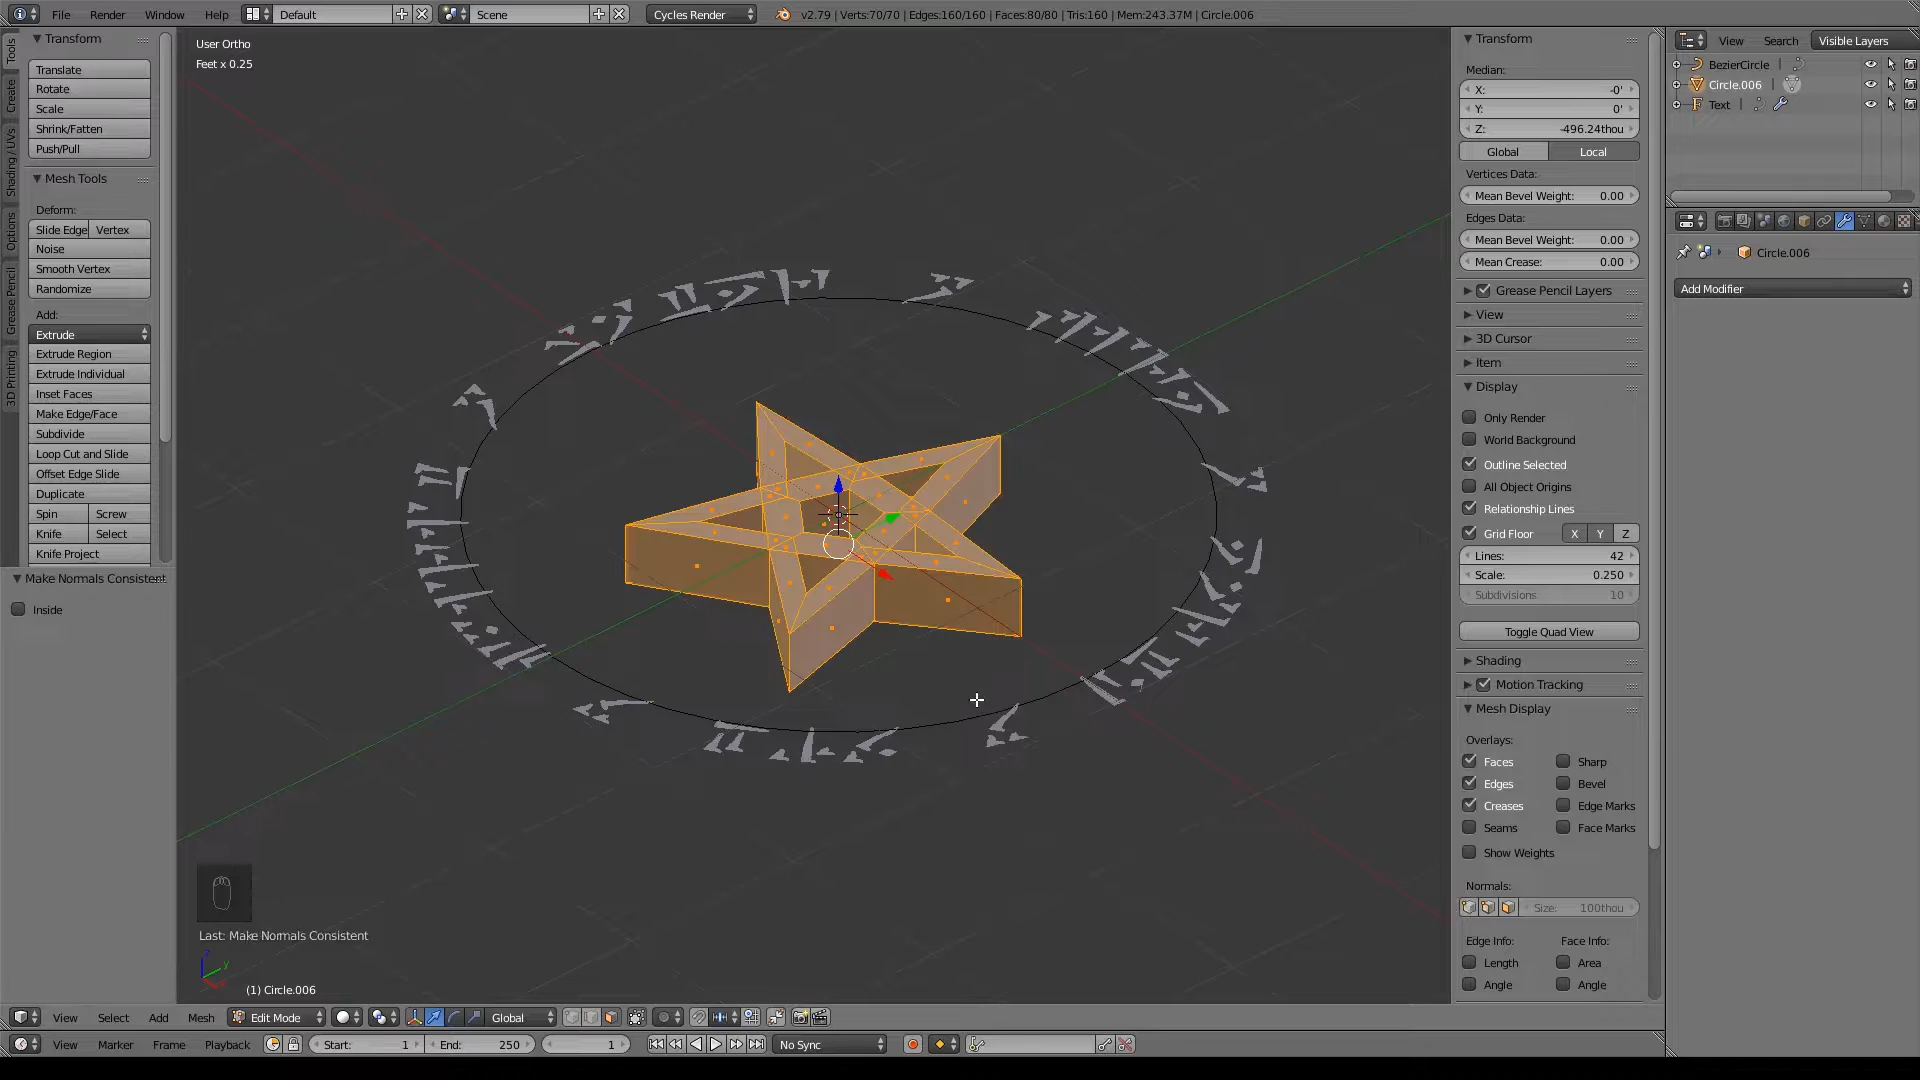 File Render Window Help Default Scene Cycles Render v2.79 | Verts:70/70 | Edges:160/160 | Faces:80/80 | Tris:160 | Mem:243.37M | Circle.006
Tools
Create
Shading / UVs
Options
Grease Pencil
3D Printing
Transform
Translate
Rotate
Scale
Shrink/Fatten
Push/Pull
Mesh Tools
Deform:
Slide Edge Vertex
Noise
Smooth Vertex
Randomize
Add:
Extrude
Extrude Region
Extrude Individual
Inset Faces
Make Edge/Face
Subdivide
Loop Cut and Slide
Offset Edge Slide
Duplicate
Spin Screw
Knife Select
Knife Project
Make Normals Consistent
Inside
User Ortho
Feet x 0.25
Last: Make Normals Consistent
z y
(1) Circle.006
Transform
Median:
X: -0'
Y: 0'
Z: -496.24thou
Global Local
Vertices Data:
Mean Bevel Weight: 0.00
Edges Data:
Mean Bevel Weight: 0.00
Mean Crease: 0.00
Grease Pencil Layers
View
3D Cursor
Item
Display
Only Render
World Background
Outline Selected
All Object Origins
Relationship Lines
Grid Floor X Y Z
Lines: 42
Scale: 0.250
Subdivisions 10
Toggle Quad View
Shading
Motion Tracking
Mesh Display
Overlays:
Faces Sharp
Edges Bevel
Creases Edge Marks
Seams Face Marks
Show Weights
Normals:
Size: 100thou
Edge Info: Face Info:
Length Area
Angle Angle
View Search Visible Layers
BezierCircle
Circle.006
Text
Circle.006
Add Modifier
View Select Add Mesh Edit Mode Global
View Marker Frame Playback Start: 1 End: 250 1 No Sync